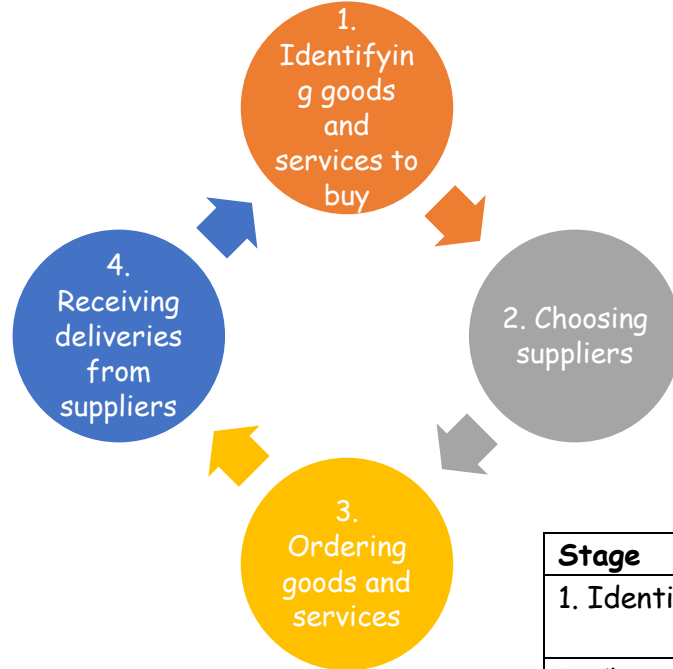 1.
Identifyin
g goods
and
services to
buy
2. Choosing
suppliers
3.
Ordering
goods and
services
4.
Receiving
deliveries
from
suppliers
Stage
1. Identi